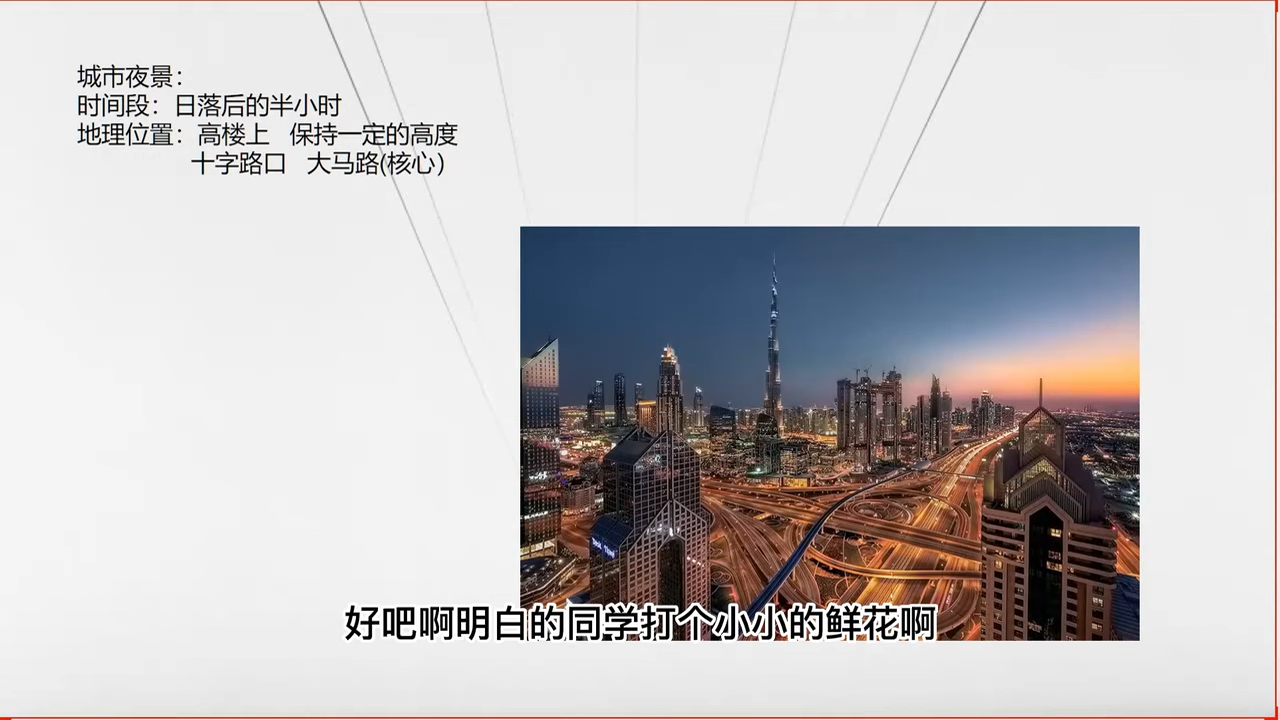 城市夜景：
时间段：日落后的半小时
地理位置：高楼上 保持一定的高度
十字路口 大马路(核心）
好吧啊明白的同学打个小小的鲜花啊